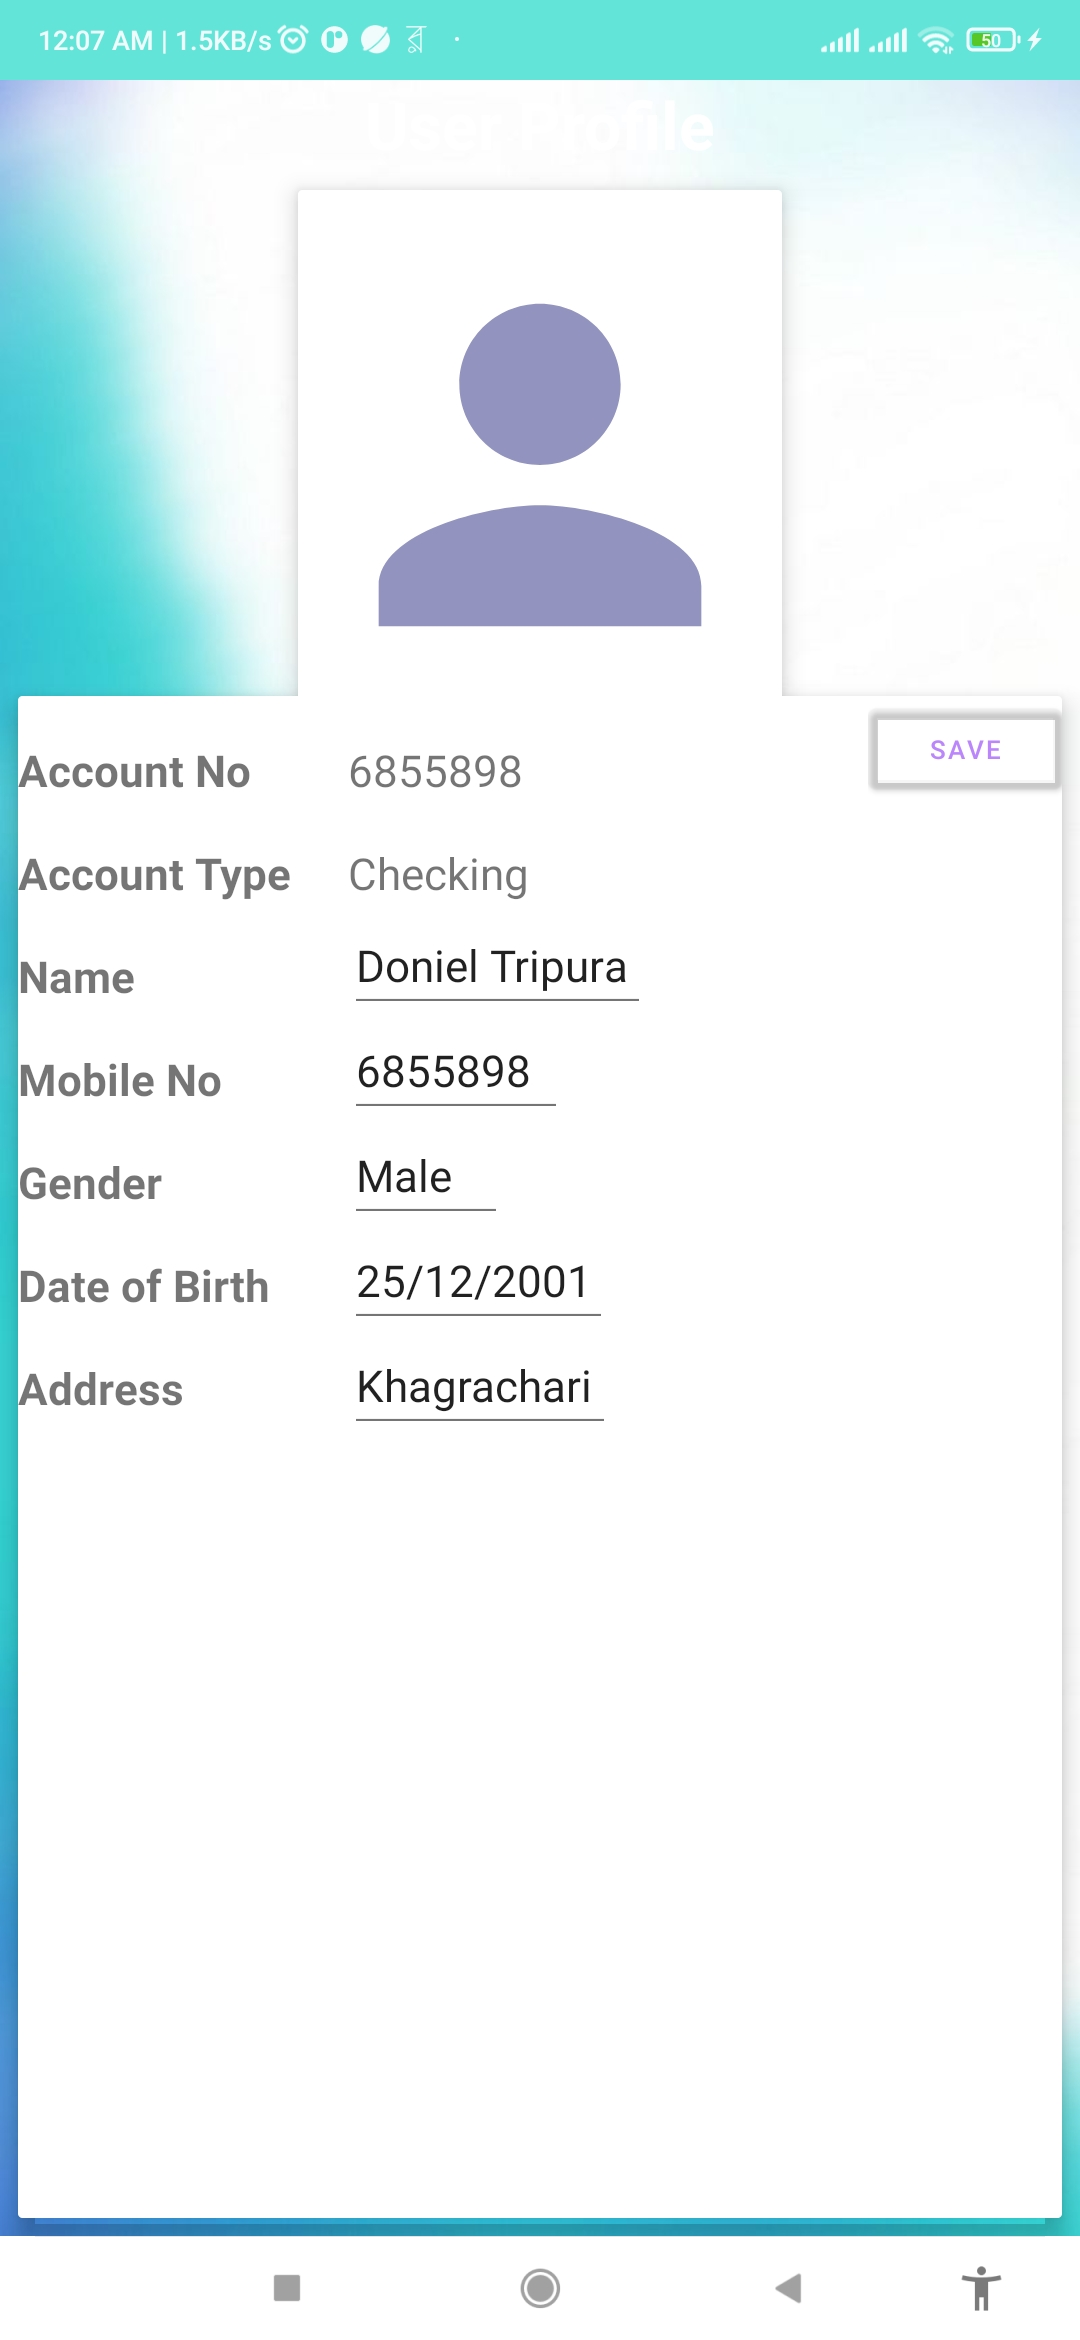 12:07 AM | 1.5KB/s
50
User Profile
SAVE
Account No 6855898
Account Type Checking
Name Doniel Tripura
Mobile No 6855898
Gender Male
Date of Birth 25/12/2001
Address Khagrachari